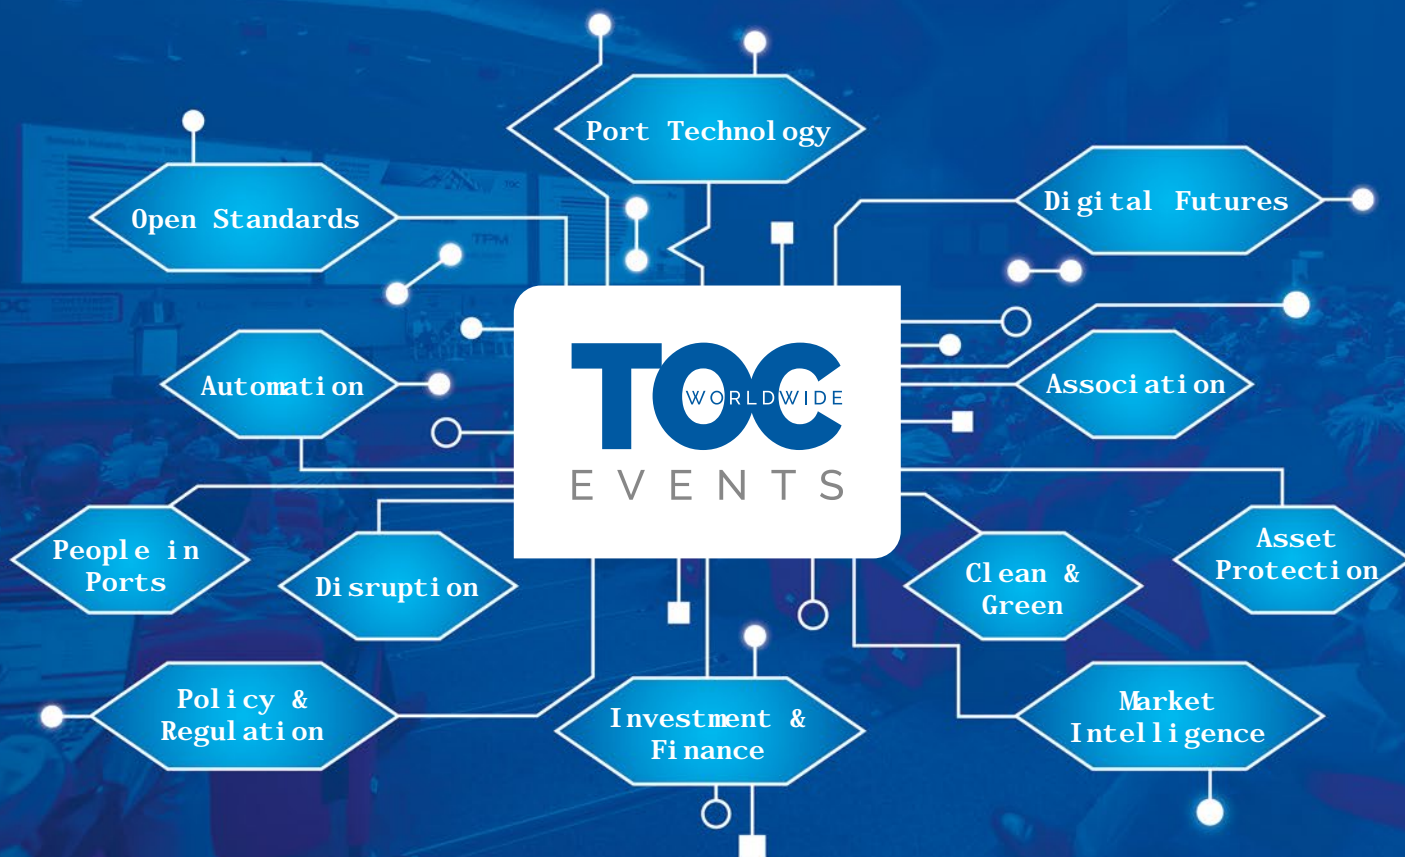 Port Technology
Open Standards
Digital Futures
TOC
WORLDWIDE
EVENTS
TPM
Automation
Association
People in
Ports
Disruption
Clean &
Green
Asset
Protection
Policy &
Regulation
Investment &
Finance
Market
Intelligence